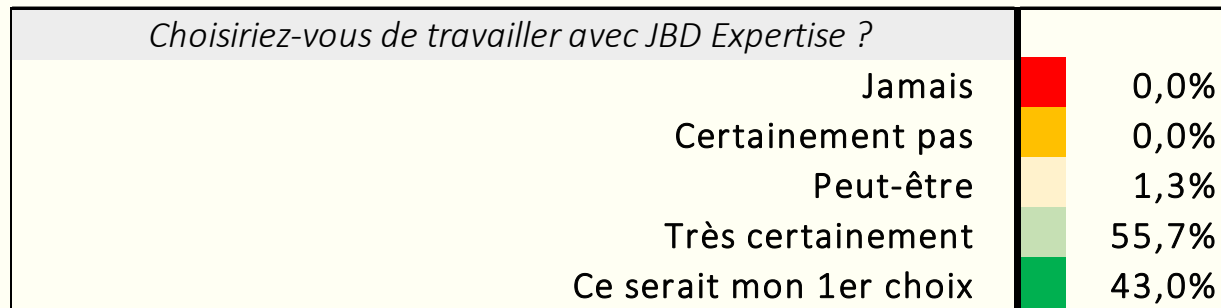 Choisiriez-vous de travailler avec JBD Expertise ?
Jamais 0,0%
Certainement pas 0,0%
Peut-être 1,3%
Très certainement 55,7%
Ce serait mon 1er choix 43,0%